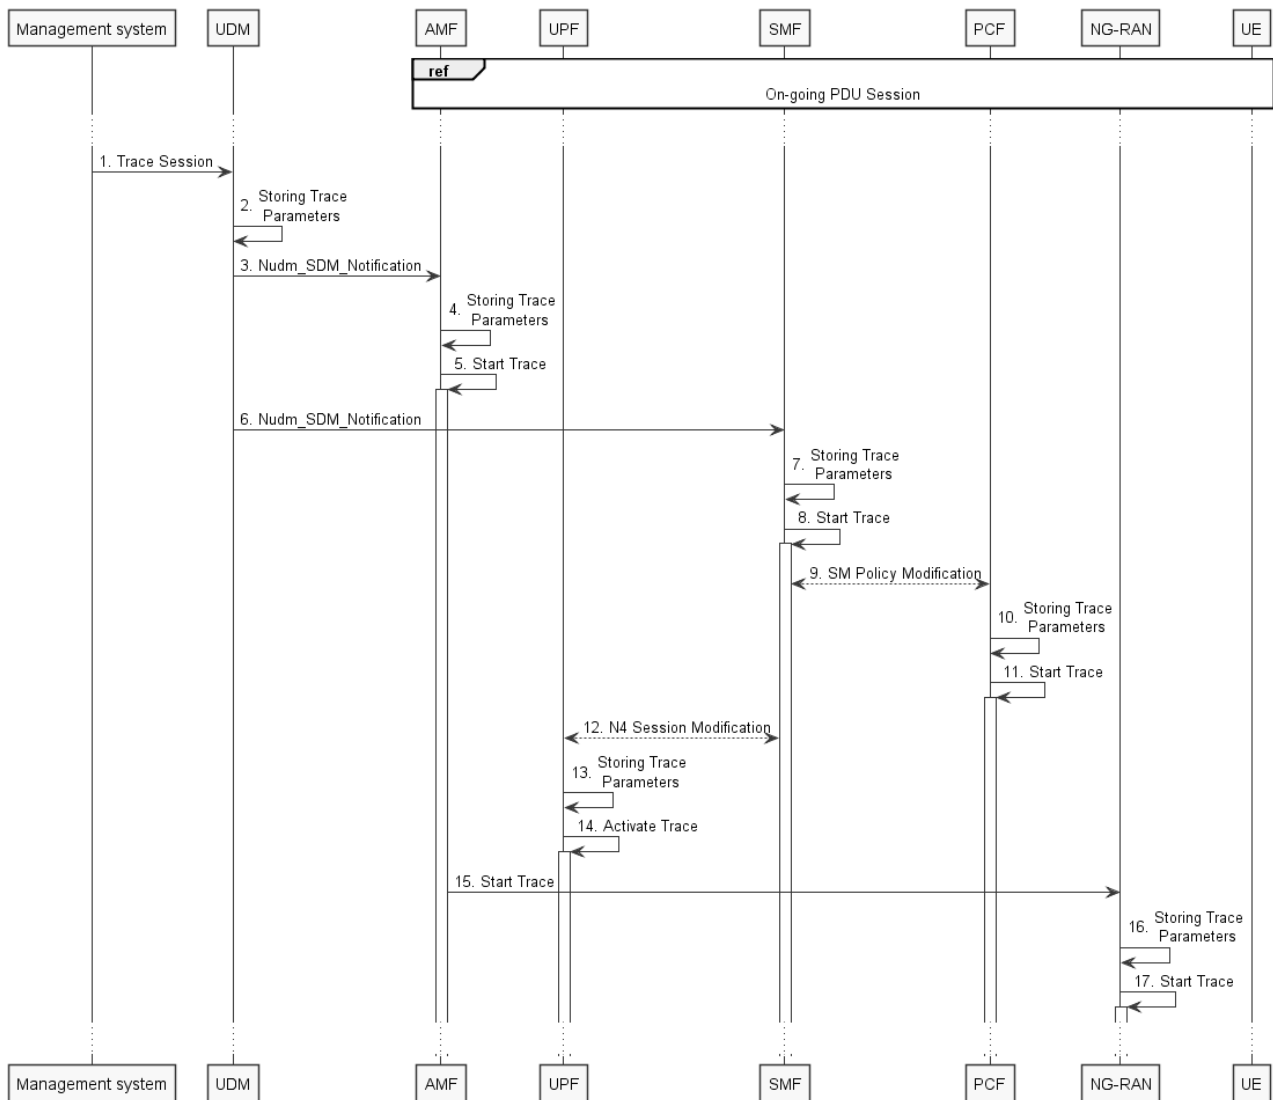 Management system UDM AMF UPF SMF PCF NG-RAN UE
ref
On-going PDU Session
1. Trace Session
2. Storing Trace
Parameters
3. Nudm_SDM_Notification
4. Storing Trace
Parameters
5. Start Trace
6. Nudm_SDM_Notification
7. Storing Trace
Parameters
8. Start Trace
9. SM Policy Modification
10. Storing Trace
Parameters
11. Start Trace
12. N4 Session Modification
13. Storing Trace
Parameters
14. Activate Trace
15. Start Trace
16. Storing Trace
Parameters
17. Start Trace
Management system UDM AMF UPF SMF PCF NG-RAN UE